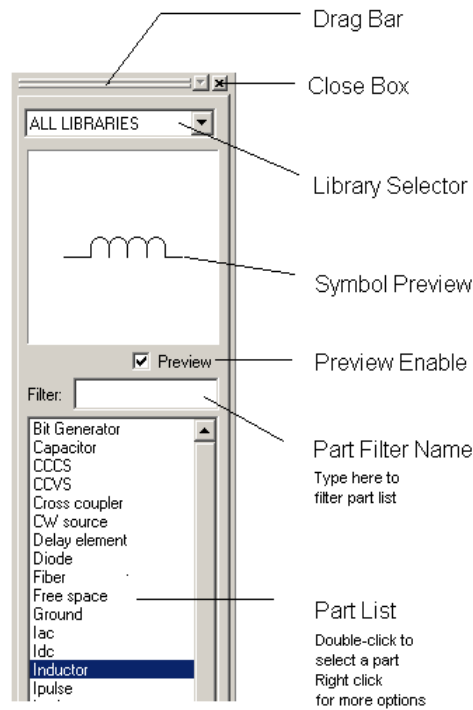 Drag Bar
Close Box
ALL LIBRARIES
Library Selector
Symbol Preview
Preview
Preview Enable
Filter:
Part Filter Name
Type here to
filter part list
Bit Generator
Capacitor
CCCS
CCVS
Cross coupler
CW source
Delay element
Diode
Fiber
Free space
Ground
Iac
Idc
Inductor
Ipulse
Part List
Double-click to
select a part
Right click
for more options